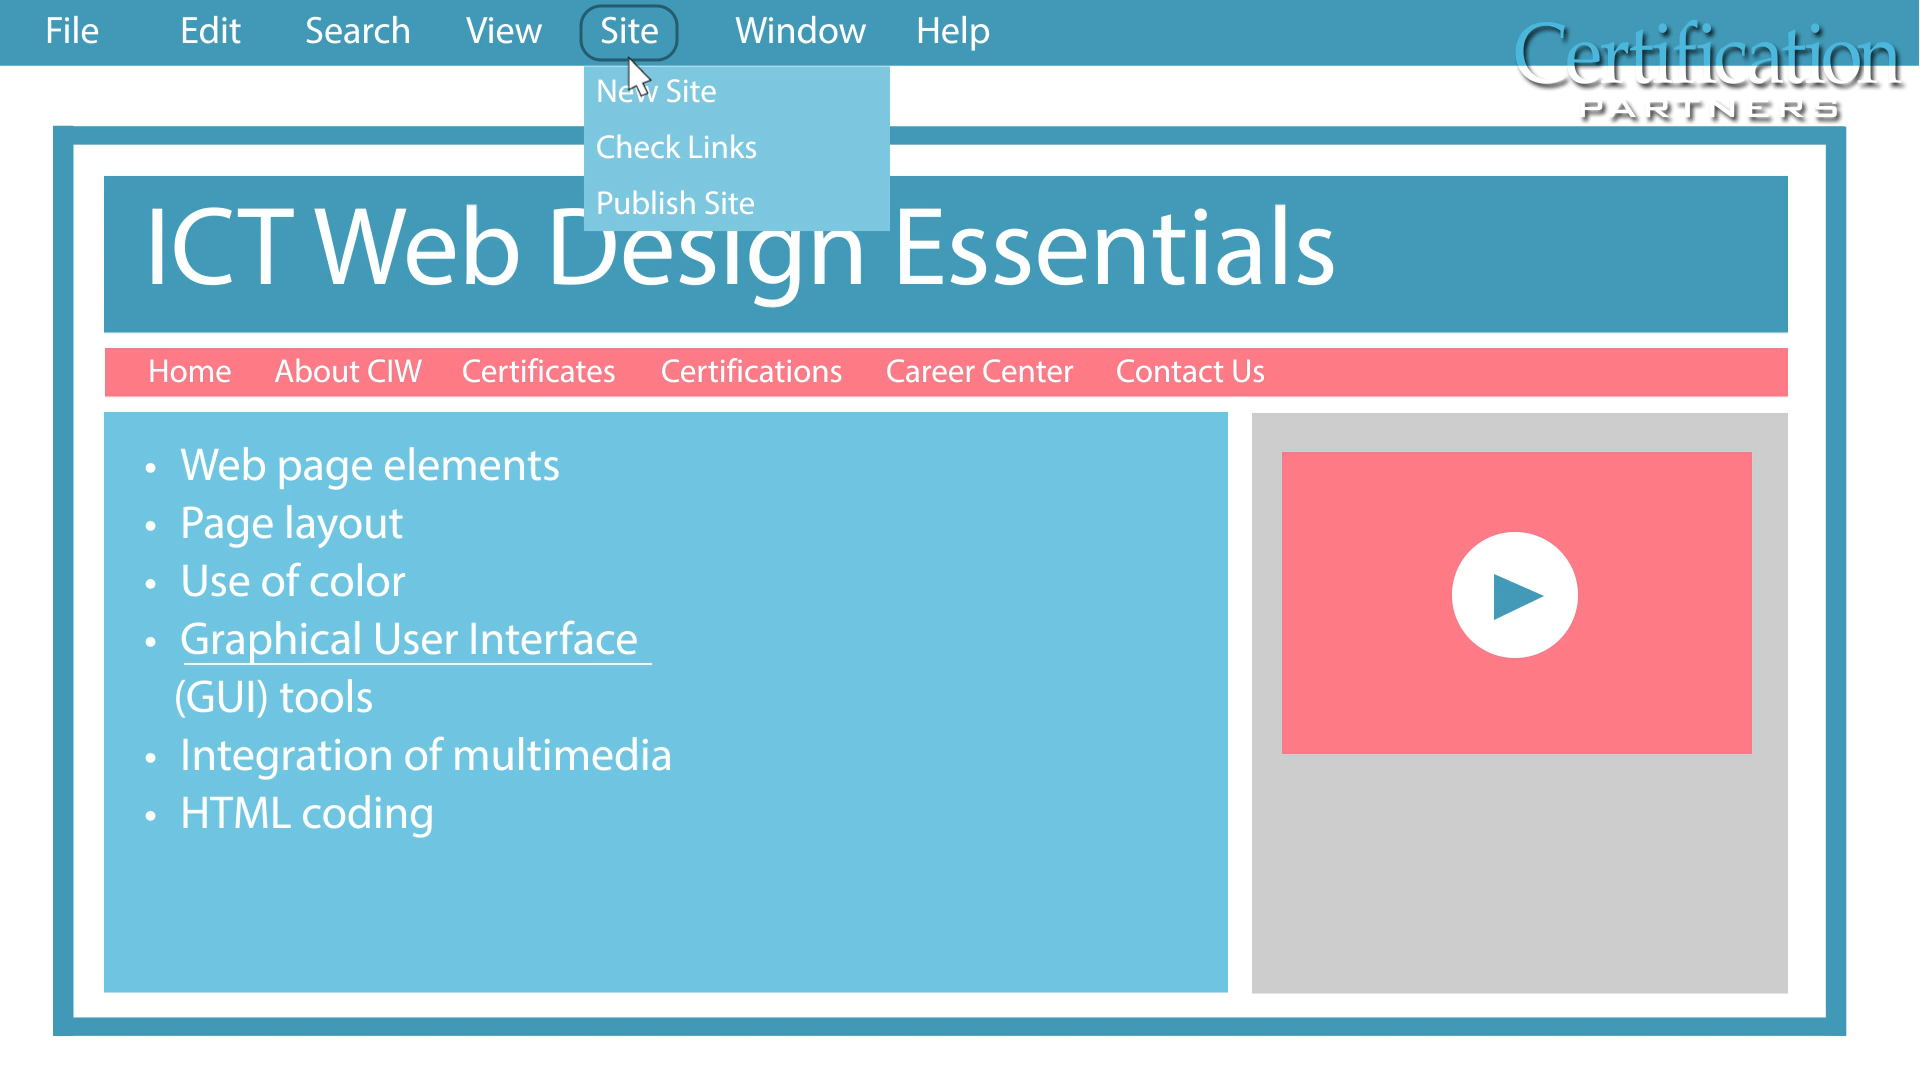 File Edit Search View Site Window Help
Certification
PARTNERS
New Site
Check Links
Publish Site
ICT Web Design Essentials
Home About CIW Certificates Certifications Career Center Contact Us
• Web page elements
• Page layout
• Use of color
• Graphical User Interface
(GUI) tools
• Integration of multimedia
• HTML coding